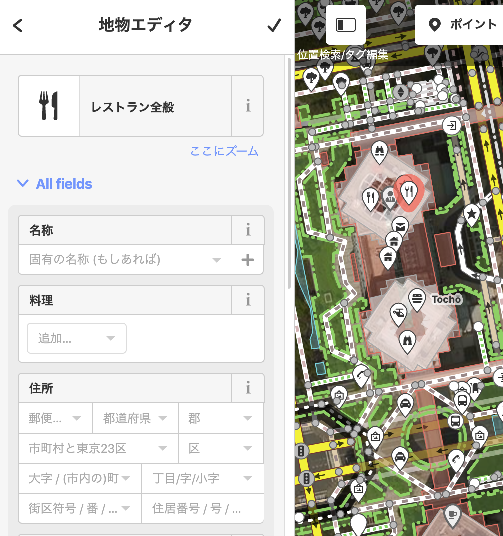 地物エディタ
ポイント
位置検索/タグ編集
レストラン全般
i
ここにズーム
All fields
名称
i
固有の名称 (もしあれば)
料理
i
追加...
住所
i
郵便...
都道府県
郡
市町村と東京23区
区
大字 / (市内の)町
丁目/字/小字
街区符号 / 番 / ...
住居番号 / 号 / ...
Tochō